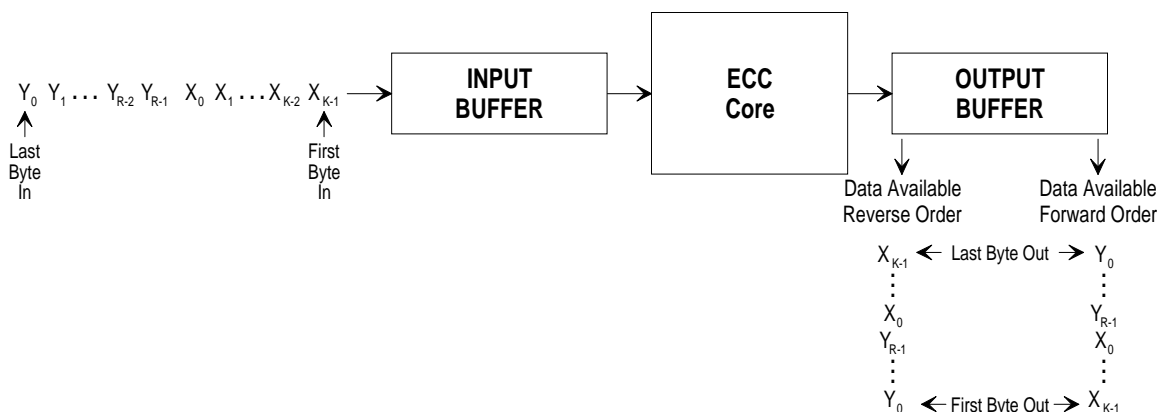 Y0 Y1 ... YR-2 YR-1 X0 X1 ... XK-2 XK-1
INPUT
BUFFER
ECC
Core
OUTPUT
BUFFER
Last
Byte
In
First
Byte
In
Data Available
Reverse Order
Data Available
Forward Order
XK-1 Last Byte Out Y0
X0 YR-1
YR-1 X0
Y0 First Byte Out XK-1